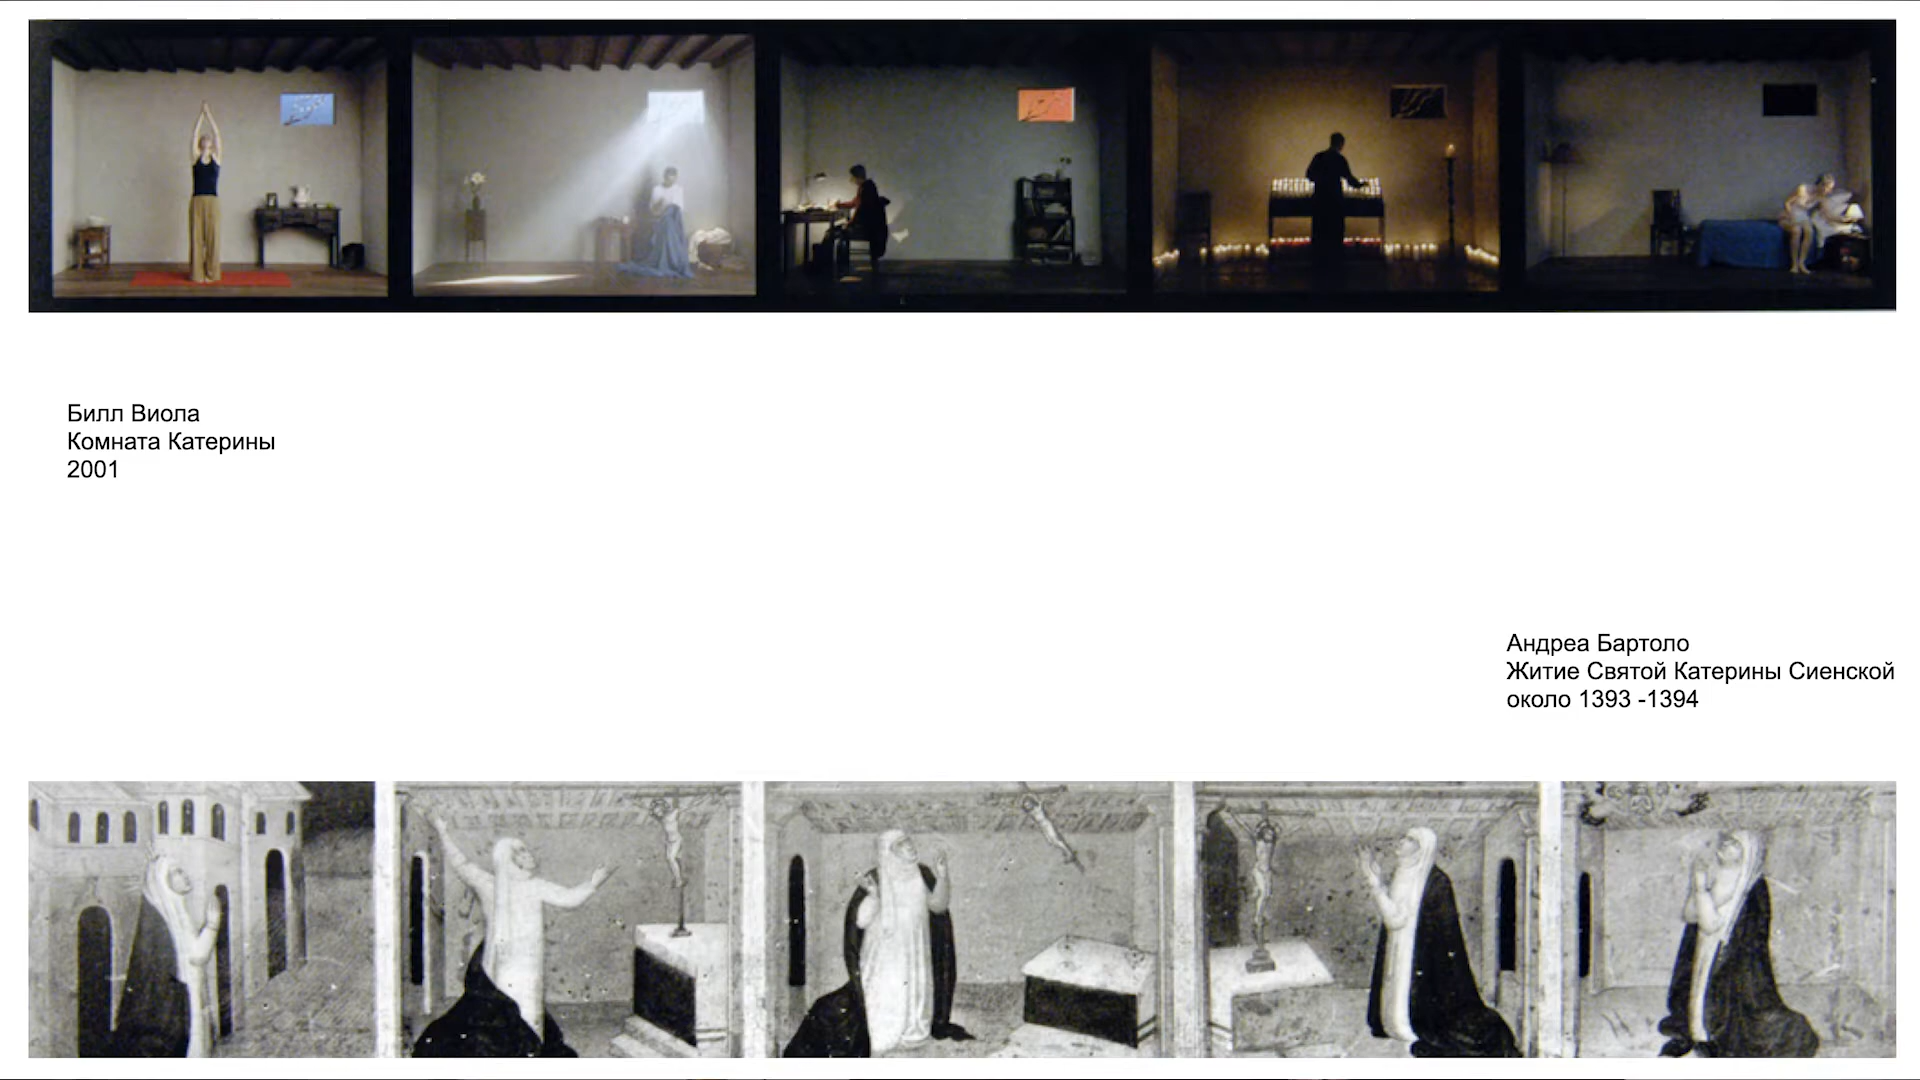 Билл Виола
Комната Катерины
2001
Андреа Бартоло
Житие Святой Катерины Сиенской
около 1393 -1394